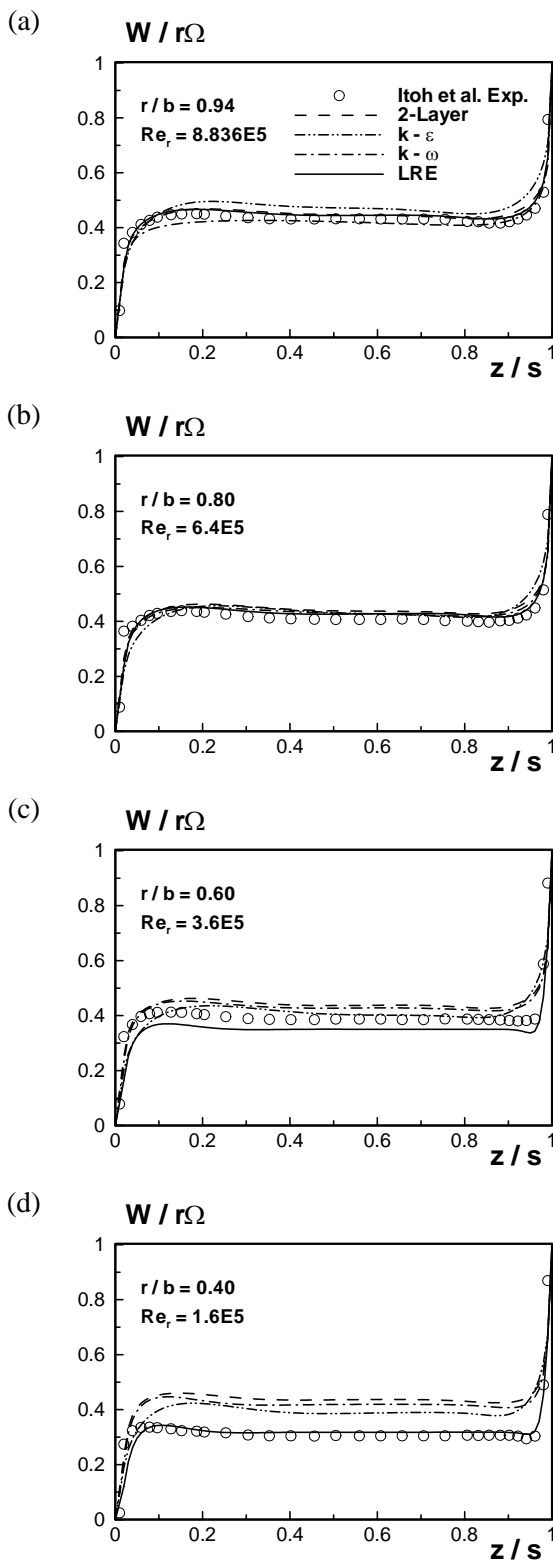 (a)
W / rΩ
1
0.8
0.6
0.4
0.2
0
r / b = 0.94
Re_r = 8.836E5
Itoh et al. Exp.
2-Layer
k - ε
k - ω
LRE
0 0.2 0.4 0.6 0.8 1
z / s
(b)
W / rΩ
1
0.8
0.6
0.4
0.2
0
r / b = 0.80
Re_r = 6.4E5
0 0.2 0.4 0.6 0.8 1
z / s
(c)
W / rΩ
1
0.8
0.6
0.4
0.2
0
r / b = 0.60
Re_r = 3.6E5
0 0.2 0.4 0.6 0.8 1
z / s
(d)
W / rΩ
1
0.8
0.6
0.4
0.2
0
r / b = 0.40
Re_r = 1.6E5
0 0.2 0.4 0.6 0.8 1
z / s